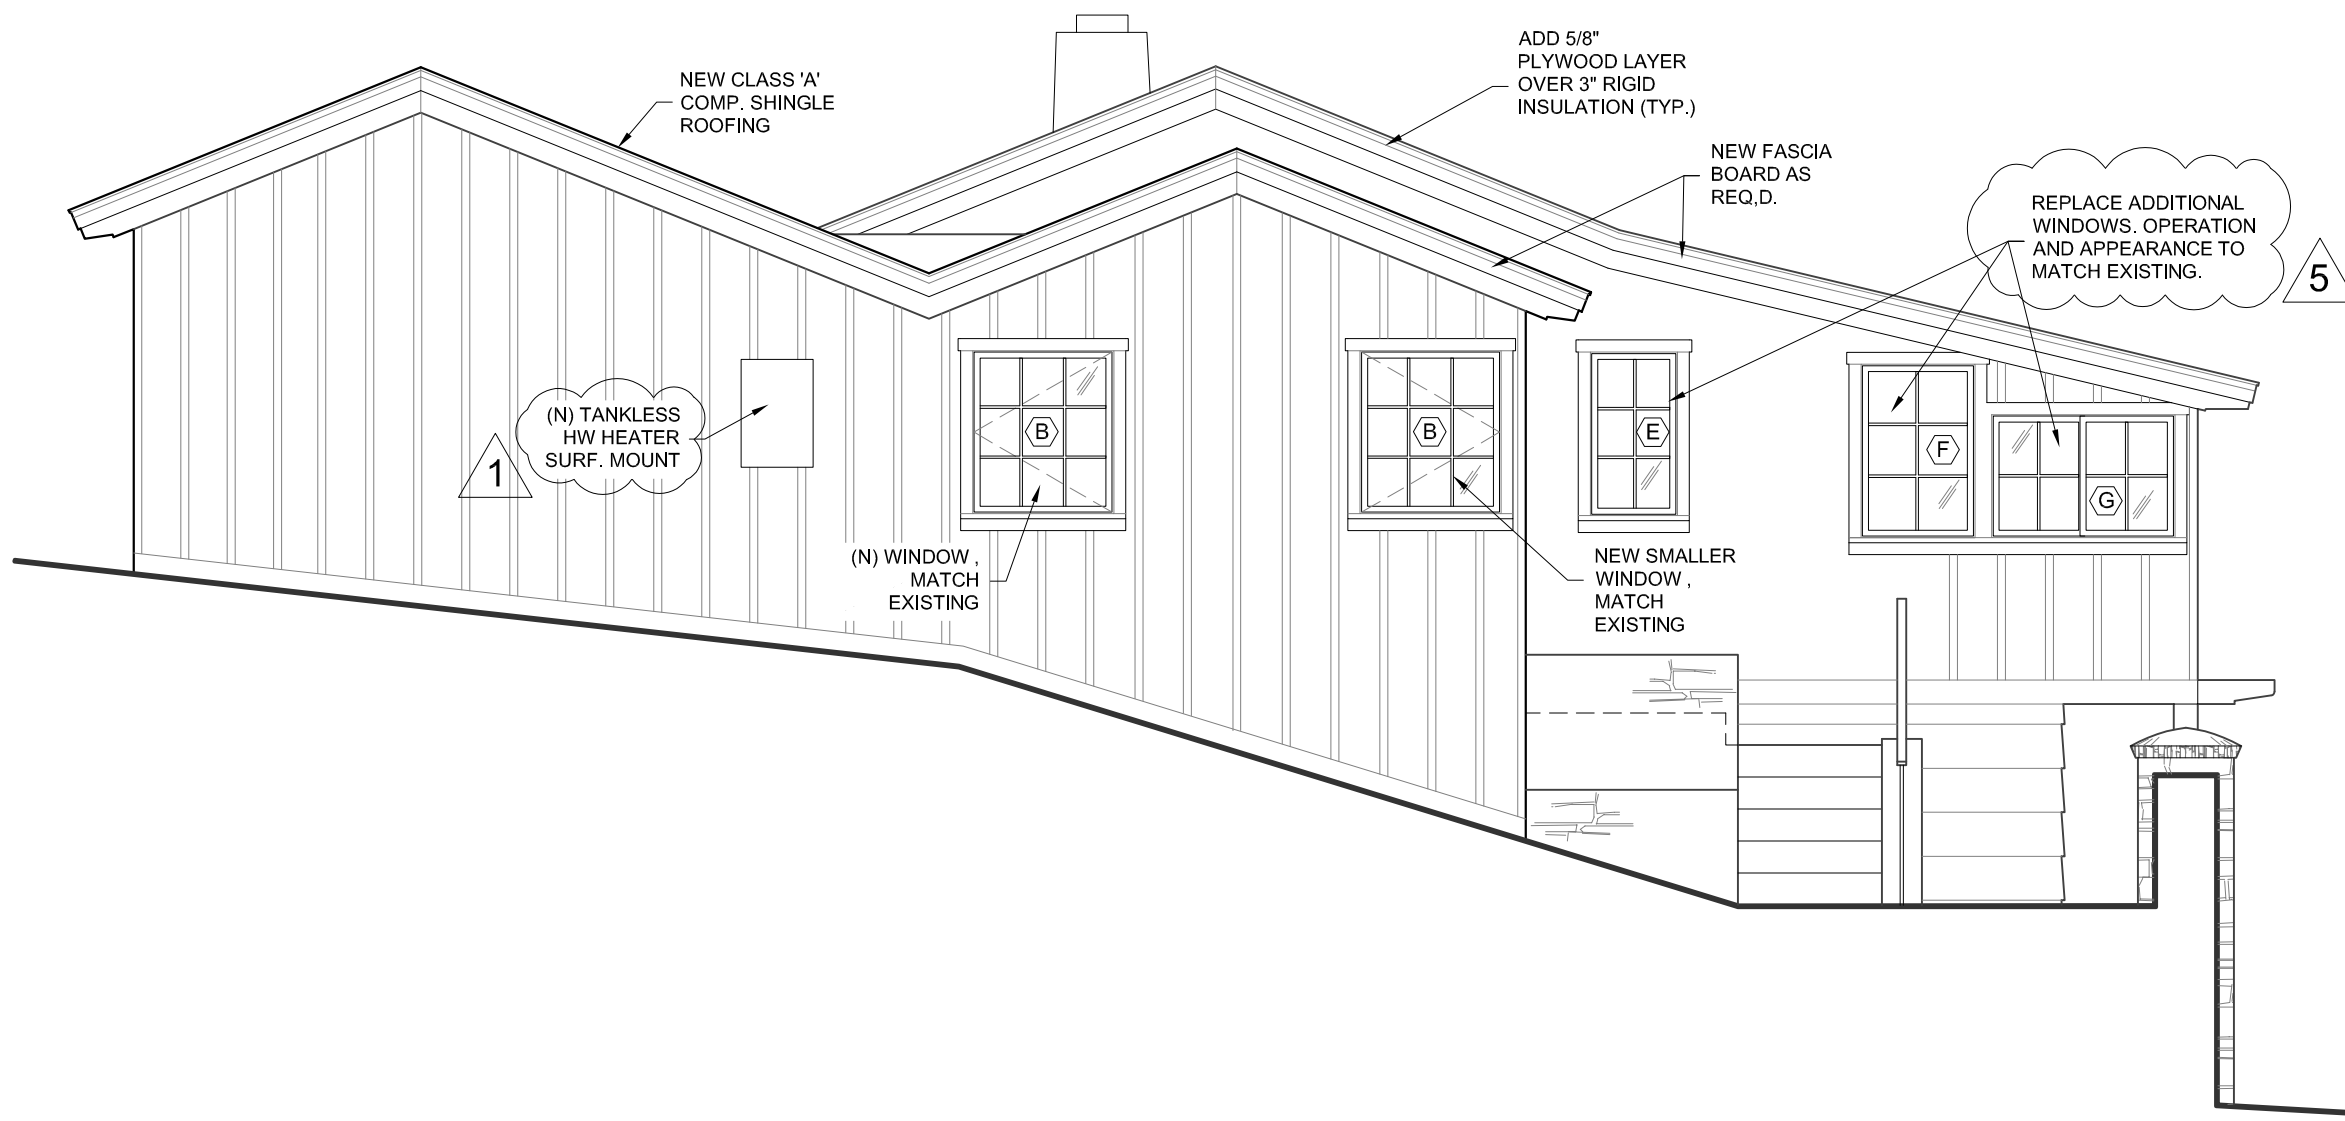 ADD 5/8"
PLYWOOD LAYER
OVER 3" RIGID
INSULATION (TYP.)
NEW CLASS 'A'
COMP. SHINGLE
ROOFING
NEW FASCIA
BOARD AS
REQ,D.
REPLACE ADDITIONAL
WINDOWS. OPERATION
AND APPEARANCE TO
MATCH EXISTING.
5
(N) TANKLESS
HW HEATER
SURF. MOUNT
1
B
B
E
F
G
(N) WINDOW ,
MATCH
EXISTING
NEW SMALLER
WINDOW ,
MATCH
EXISTING